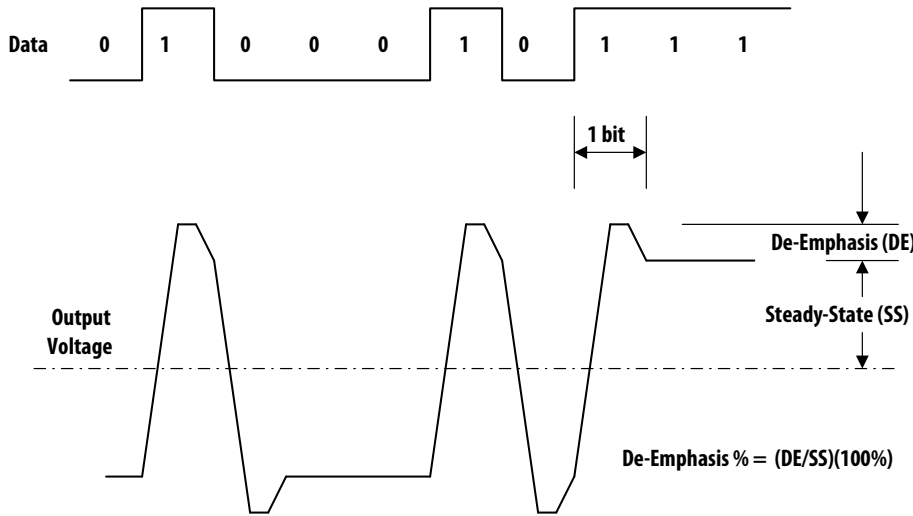 Data 0 1 0 0 0 1 0 1 1 1
1 bit
De-Emphasis (DE)
Steady-State (SS)
Output
Voltage
De-Emphasis % = (DE/SS)(100%)